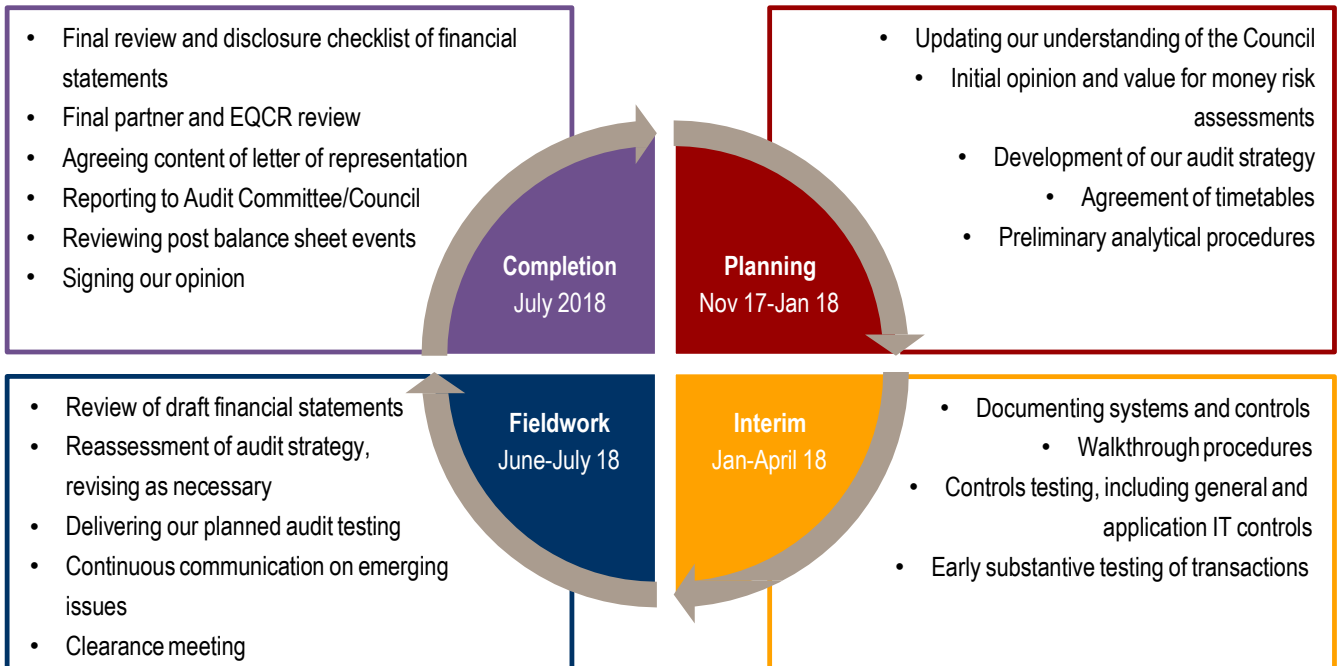 • Final review and disclosure checklist of financial
statements
• Final partner and EQCR review
• Agreeing content of letter of representation
• Reporting to Audit Committee/Council
• Reviewing post balance sheet events
• Signing our opinion
Completion
July 2018
• Updating our understanding of the Council
• Initial opinion and value for money risk
assessments
• Development of our audit strategy
• Agreement of timetables
• Preliminary analytical procedures
Planning
Nov 17-Jan 18
• Review of draft financial statements
• Reassessment of audit strategy,
revising as necessary
• Delivering our planned audit testing
• Continuous communication on emerging
issues
• Clearance meeting
Fieldwork
June-July 18
Interim
Jan-April 18
• Documenting systems and controls
• Walkthrough procedures
• Controls testing, including general and
application IT controls
• Early substantive testing of transactions